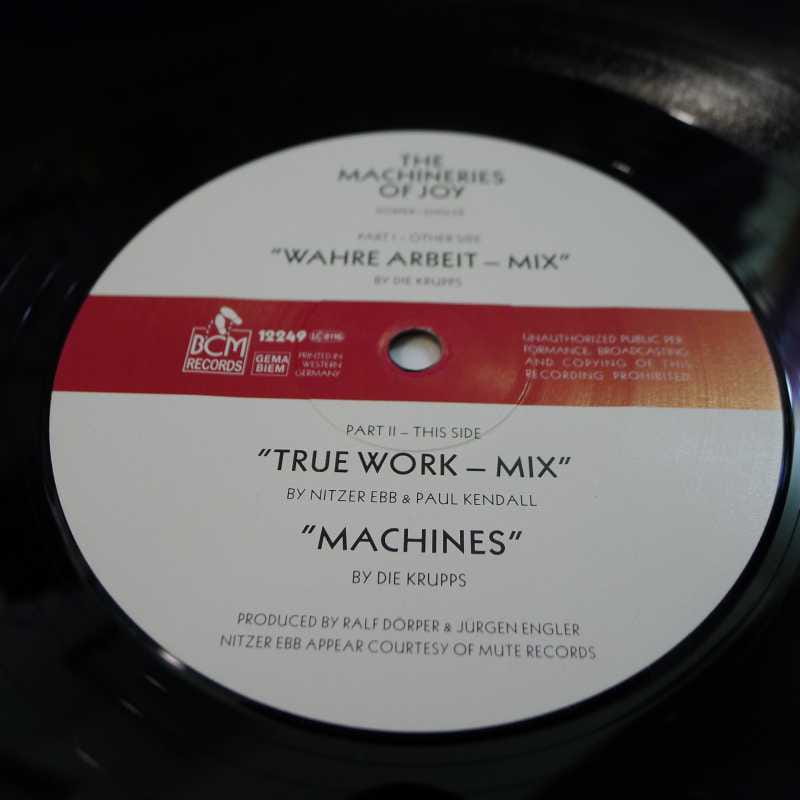 THE
MACHINERIES
OF JOY
DÖRPER – ENGLER
PART I – OTHER SIDE
"WAHRE ARBEIT – MIX"
BY DIE KRUPPS
BCM
RECORDS
12249
GEMA
BIEM
PRINTED IN
WESTERN
GERMANY
UNAUTHORIZED PUBLIC PER
FORMANCE, BROADCASTING
AND COPYING OF THIS
RECORDING PROHIBITED
PART II – THIS SIDE
"TRUE WORK – MIX"
BY NITZER EBB & PAUL KENDALL
"MACHINES"
BY DIE KRUPPS
PRODUCED BY RALF DÖRPER & JÜRGEN ENGLER
NITZER EBB APPEAR COURTESY OF MUTE RECORDS